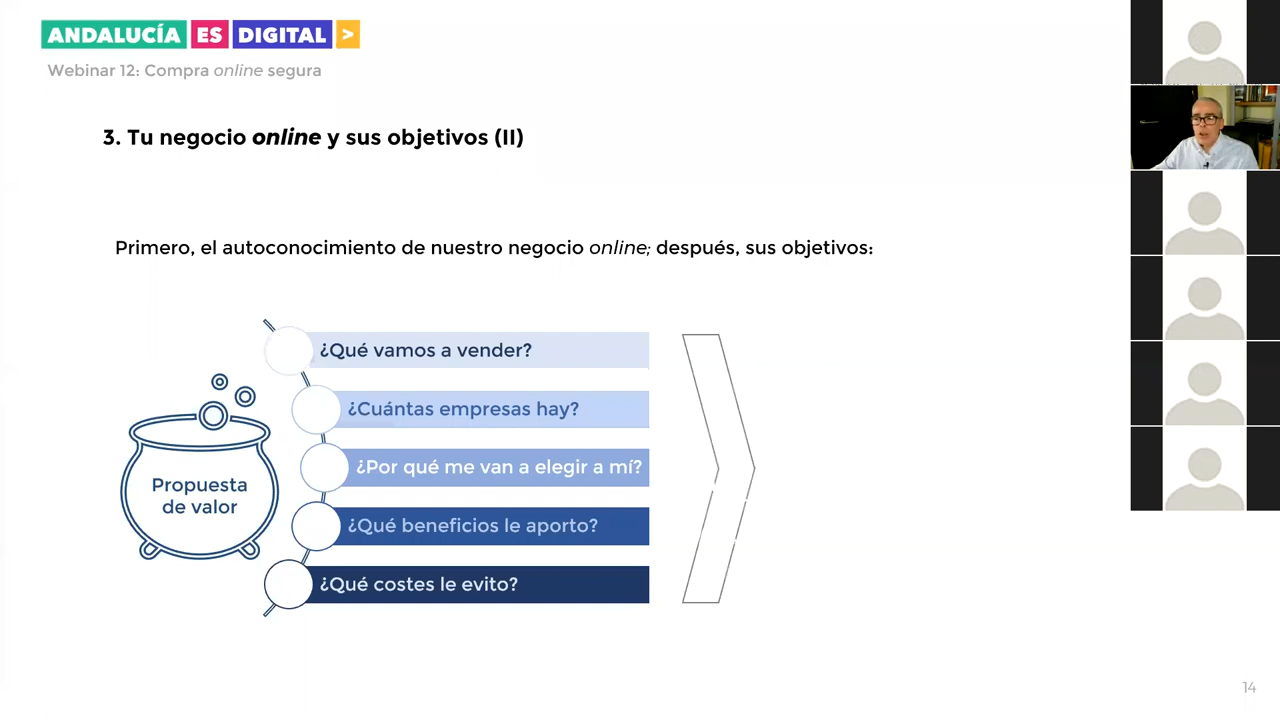 ANDALUCÍA ES DIGITAL >
Webinar 12: Compra online segura
3. Tu negocio online y sus objetivos (II)
Primero, el autoconocimiento de nuestro negocio online; después, sus objetivos:
Propuesta
de valor
¿Qué vamos a vender?
¿Cuántas empresas hay?
¿Por qué me van a elegir a mí?
¿Qué beneficios le aporto?
¿Qué costes le evito?
14